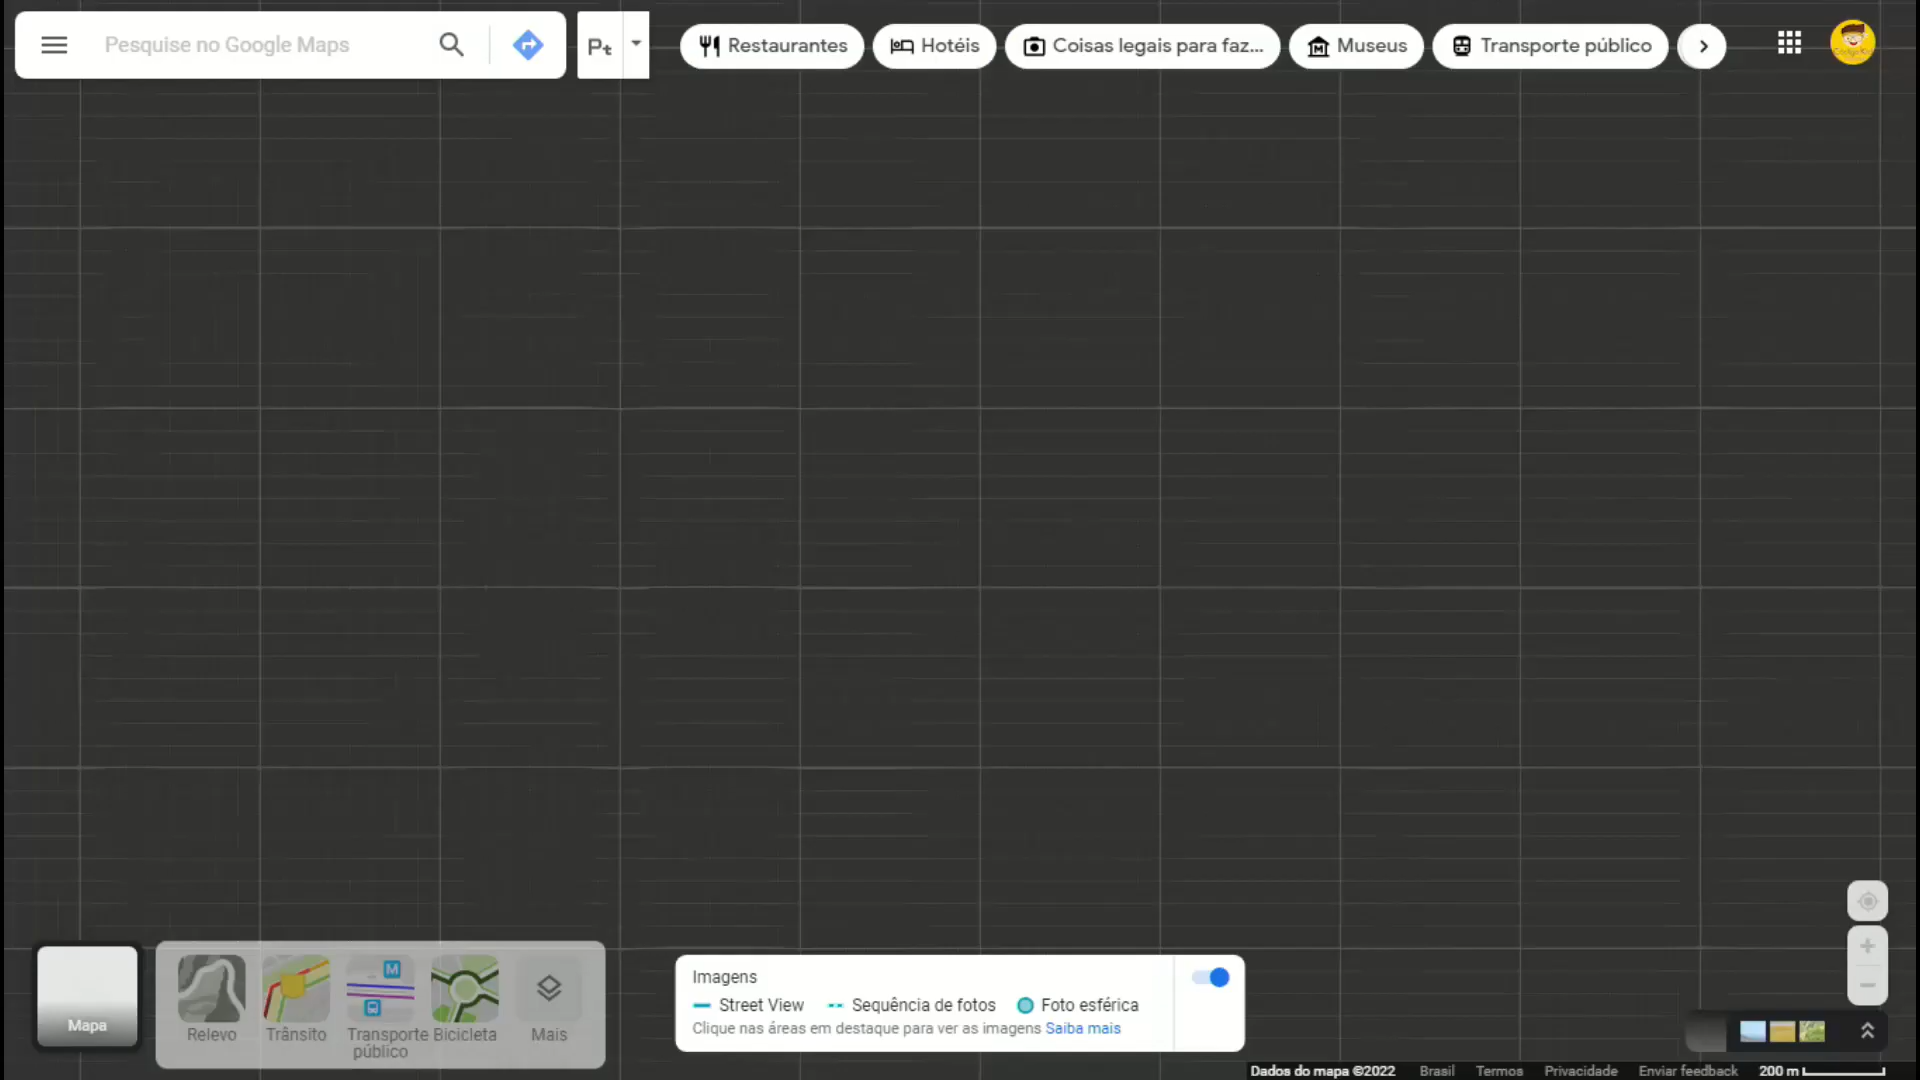 Pesquise no Google Maps
Pt
Restaurantes
Hotéis
Coisas legais para faz...
Museus
Transporte público
Mapa
Relevo
Trânsito
Transporte público
Bicicleta
Mais
Imagens
Street View
Sequência de fotos
Foto esférica
Clique nas áreas em destaque para ver as imagens Saiba mais
Dados do mapa ©2022 Brasil Termos Privacidade Enviar feedback 200 m